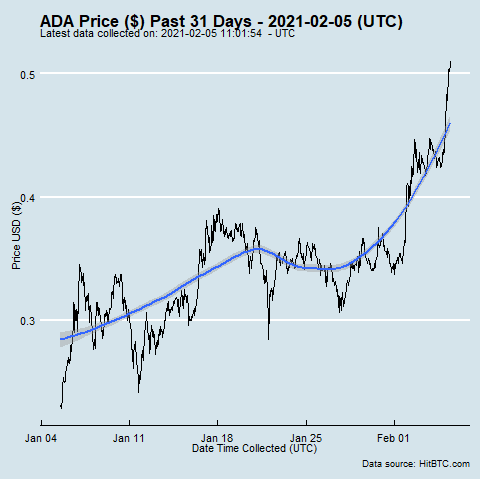 ADA Price ($) Past 31 Days - 2021-02-05 (UTC)
Latest data collected on: 2021-02-05 11:01:54  - UTC
0.5
0.4
0.3
Price USD ($)
Jan 04
Jan 11
Jan 18
Jan 25
Feb 01
Date Time Collected (UTC)
Data source: HitBTC.com